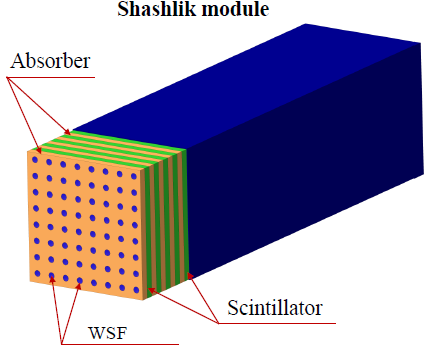 Shashlik module
Absorber
Scintillator
WSF